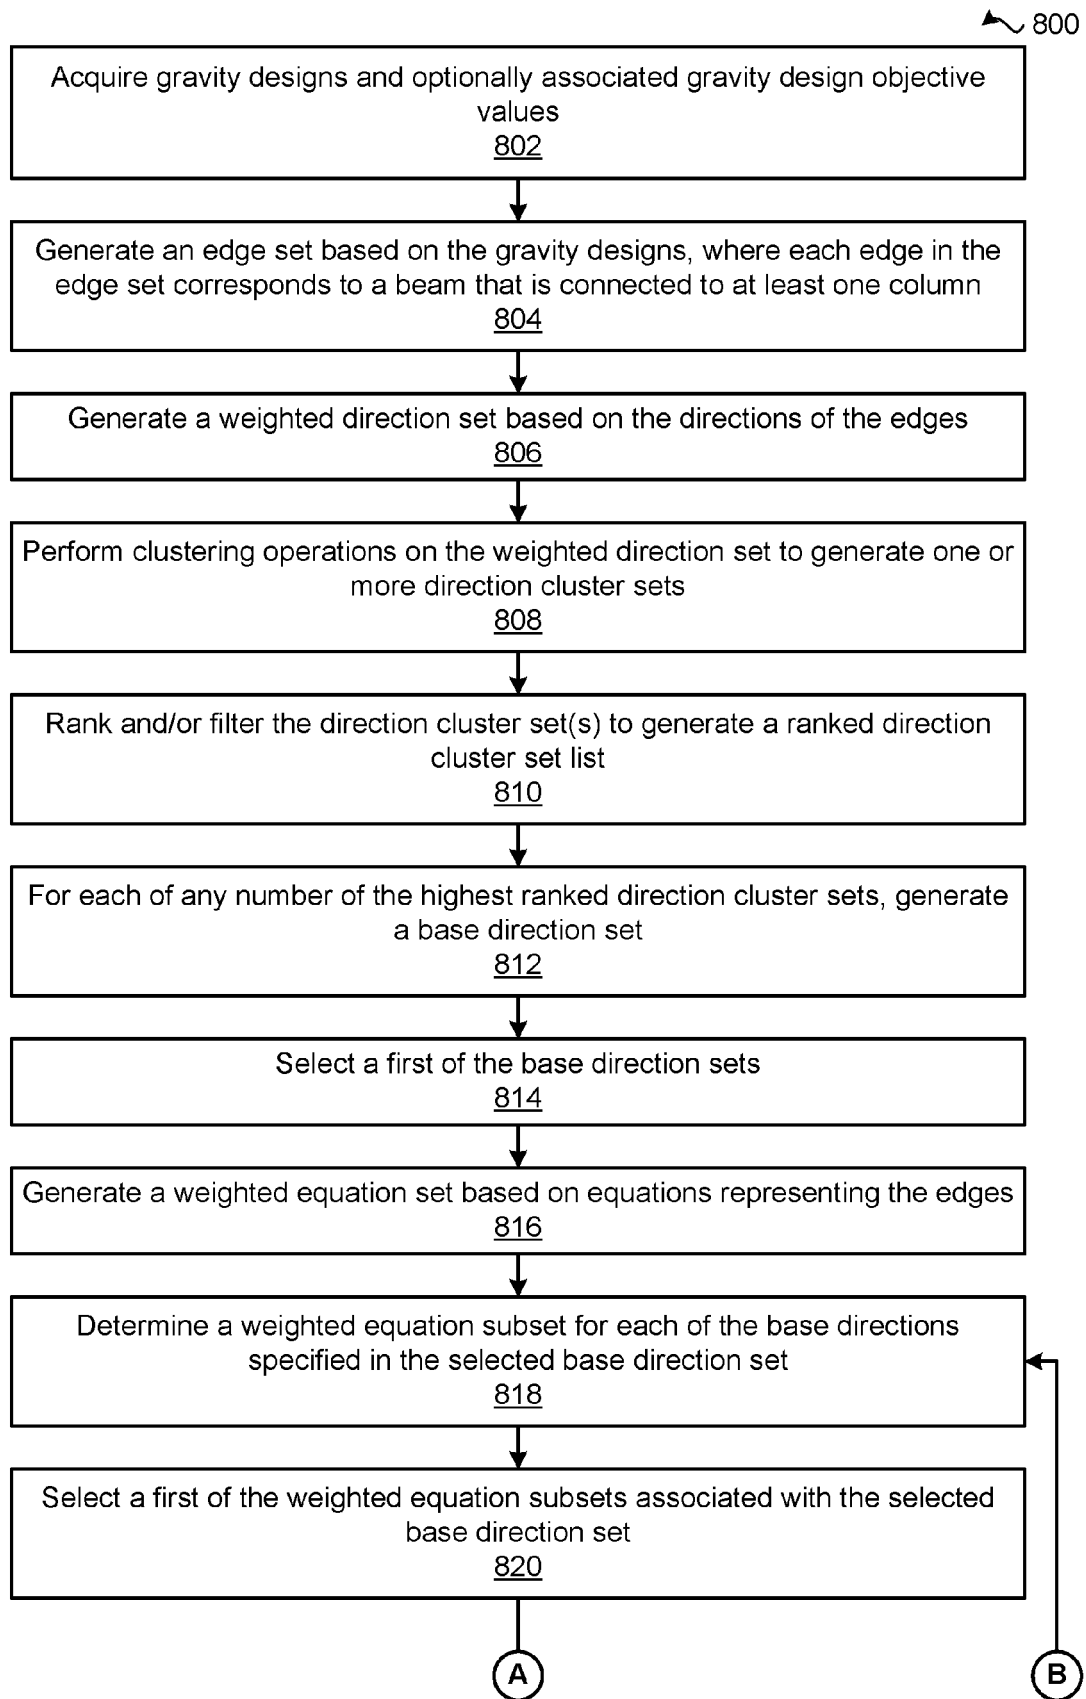 800
Acquire gravity designs and optionally associated gravity design objective
values
802
Generate an edge set based on the gravity designs, where each edge in the
edge set corresponds to a beam that is connected to at least one column
804
Generate a weighted direction set based on the directions of the edges
806
Perform clustering operations on the weighted direction set to generate one or
more direction cluster sets
808
Rank and/or filter the direction cluster set(s) to generate a ranked direction
cluster set list
810
For each of any number of the highest ranked direction cluster sets, generate
a base direction set
812
Select a first of the base direction sets
814
Generate a weighted equation set based on equations representing the edges
816
Determine a weighted equation subset for each of the base directions
specified in the selected base direction set
818
Select a first of the weighted equation subsets associated with the selected
base direction set
820
A
B